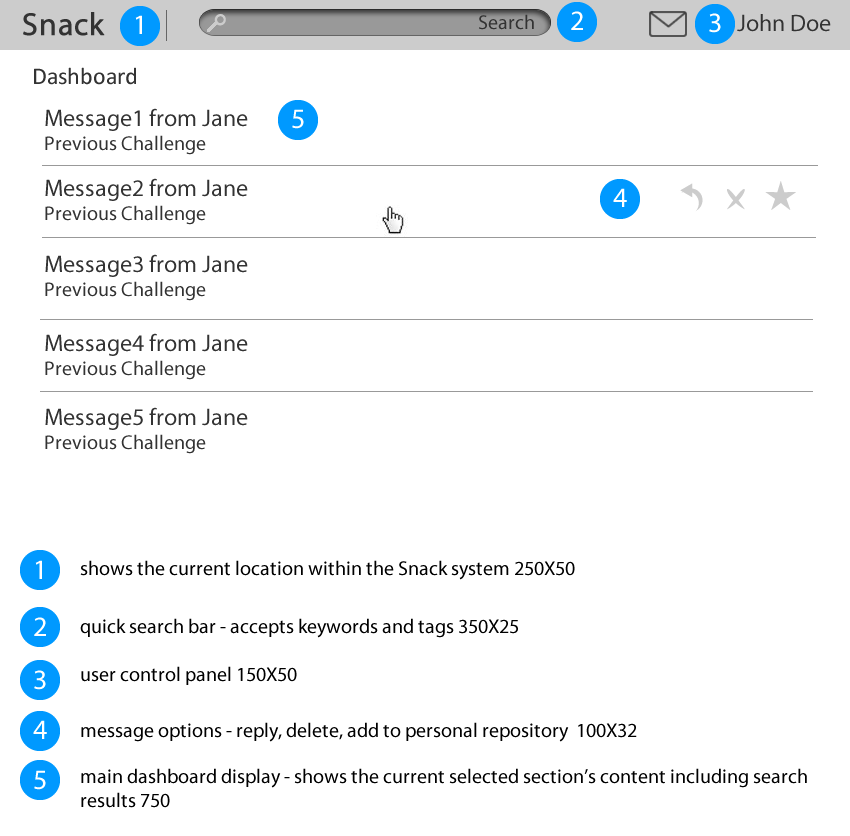 Snack 1 Search 2 3 John Doe
Dashboard
Message1 from Jane 5
Previous Challenge
Message2 from Jane 4
Previous Challenge
Message3 from Jane
Previous Challenge
Message4 from Jane
Previous Challenge
Message5 from Jane
Previous Challenge
1 shows the current location within the Snack system 250X50
2 quick search bar - accepts keywords and tags 350X25
3 user control panel 150X50
4 message options - reply, delete, add to personal repository 100X32
5 main dashboard display - shows the current selected section’s content including search
results 750